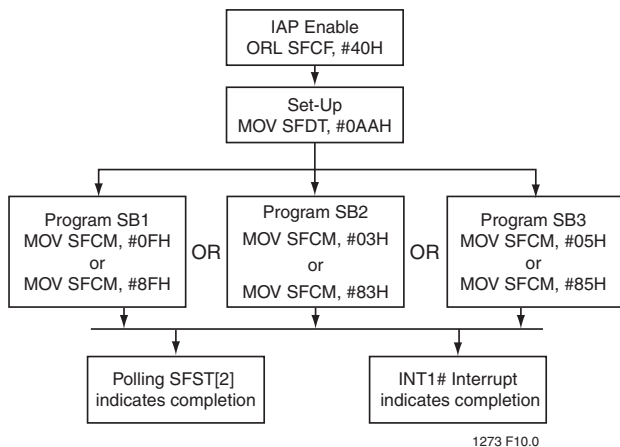 IAP Enable
ORL SFCF, #40H
Set-Up
MOV SFDT, #0AAH
Program SB1
MOV SFCM, #0FH
or
MOV SFCM, #8FH
OR
Program SB2
MOV SFCM, #03H
or
MOV SFCM, #83H
OR
Program SB3
MOV SFCM, #05H
or
MOV SFCM, #85H
Polling SFST[2]
indicates completion
INT1# Interrupt
indicates completion
1273 F10.0